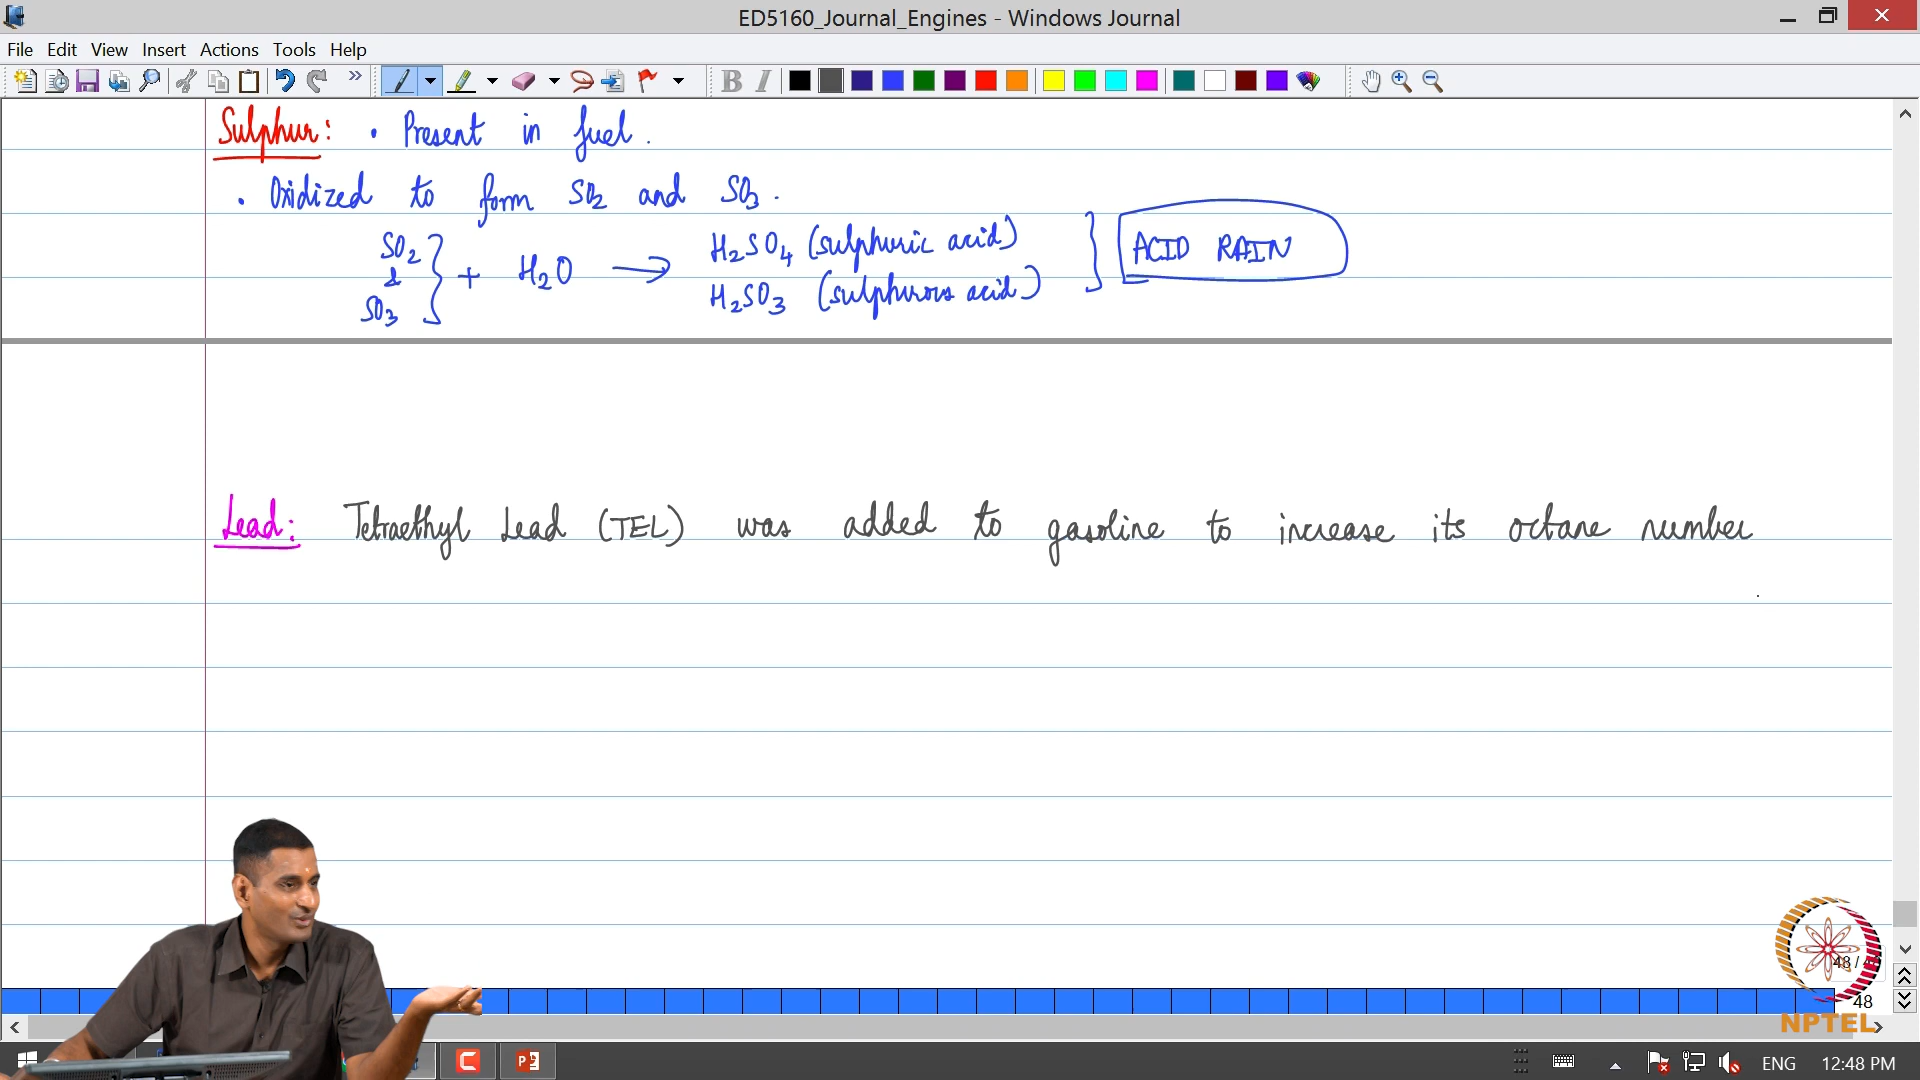 ED5160_Journal_Engines - Windows Journal
File Edit View Insert Actions Tools Help
B I
Sulphur: • Present in fuel.
• Oxidized to form SO2 and SO3.
SO2 & SO3 } + H2O → H2SO4 (sulphuric acid) H2SO3 (sulphurous acid) } ACID RAIN
Lead: Tetraethyl Lead (TEL) was added to gasoline to increase its octane number
48
NPTEL
ENG 12:48 PM